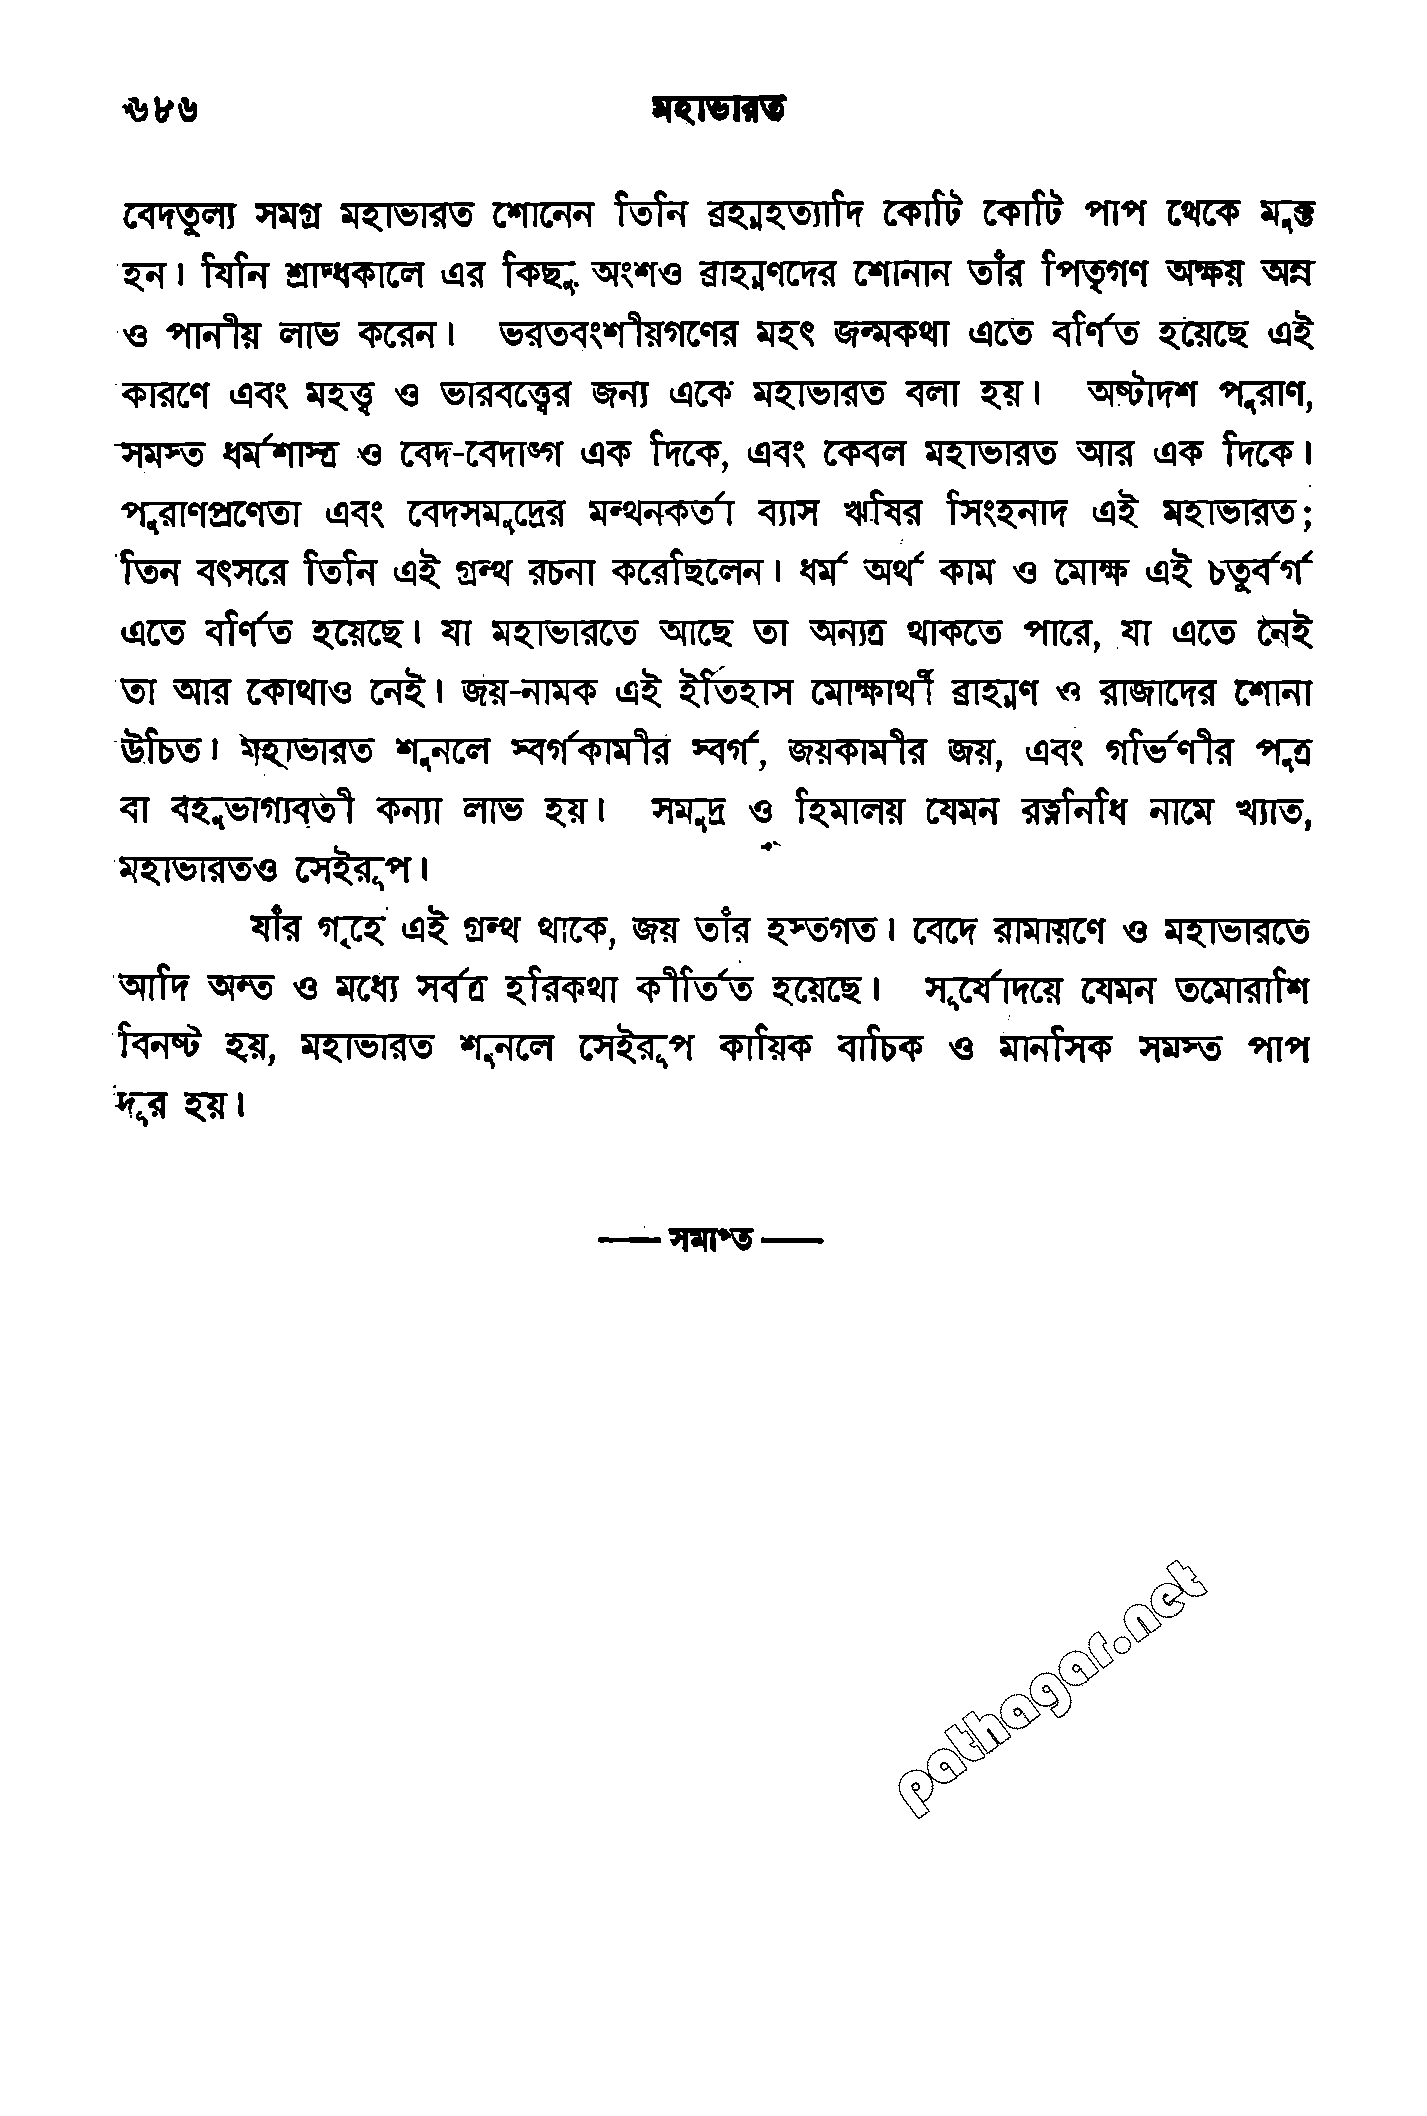 ৬৮৬
মহাভারত
বেদতুল্য সমগ্র মহাভারত শোনেন তিনি ব্রহ্মহত্যাদি কোটি কোটি পাপ থেকে মুক্ত
হন। যিনি শ্রাদ্ধকালে এর কিছু অংশও ব্রাহ্মণদের শোনান তাঁর পিতৃগণ অক্ষয় অন্ন
ও পানীয় লাভ করেন। ভরতবংশীয়গণের মহৎ জন্মকথা এতে বর্ণিত হয়েছে এই
কারণে এবং মহত্ত্ব ও ভারবত্ত্বের জন্য একে মহাভারত বলা হয়। অষ্টাদশ পুরাণ,
সমস্ত ধর্মশাস্ত্র ও বেদ-বেদাঙ্গ এক দিকে, এবং কেবল মহাভারত আর এক দিকে।
পুরাণপ্রণেতা এবং বেদসমুদ্রের মন্থনকর্তা ব্যাস ঋষির সিংহনাদ এই মহাভারত;
তিন বৎসরে তিনি এই গ্রন্থ রচনা করেছিলেন। ধর্ম অর্থ কাম ও মোক্ষ এই চতুর্বর্গ
এতে বর্ণিত হয়েছে। যা মহাভারতে আছে তা অন্যত্র থাকতে পারে, যা এতে নেই
তা আর কোথাও নেই। জয়-নামক এই ইতিহাস মোক্ষার্থী ব্রাহ্মণ ও রাজাদের শোনা
উচিত। মহাভারত শুনলে স্বর্গকামীর স্বর্গ, জয়কামীর জয়, এবং গর্ভিণীর পুত্র
বা বহুভাগ্যবতী কন্যা লাভ হয়। সমুদ্র ও হিমালয় যেমন রত্ননিধি নামে খ্যাত,
মহাভারতও সেইরূপ।
যাঁর গৃহে এই গ্রন্থ থাকে, জয় তাঁর হস্তগত। বেদে রামায়ণে ও মহাভারতে
আদি অন্ত ও মধ্যে সর্বত্র হরিকথা কীর্তিত হয়েছে। সূর্যোদয়ে যেমন তমোরাশি
বিনষ্ট হয়, মহাভারত শুনলে সেইরূপ কায়িক বাচিক ও মানসিক সমস্ত পাপ
দূর হয়।
—— সমাপ্ত ——
pathagar.net